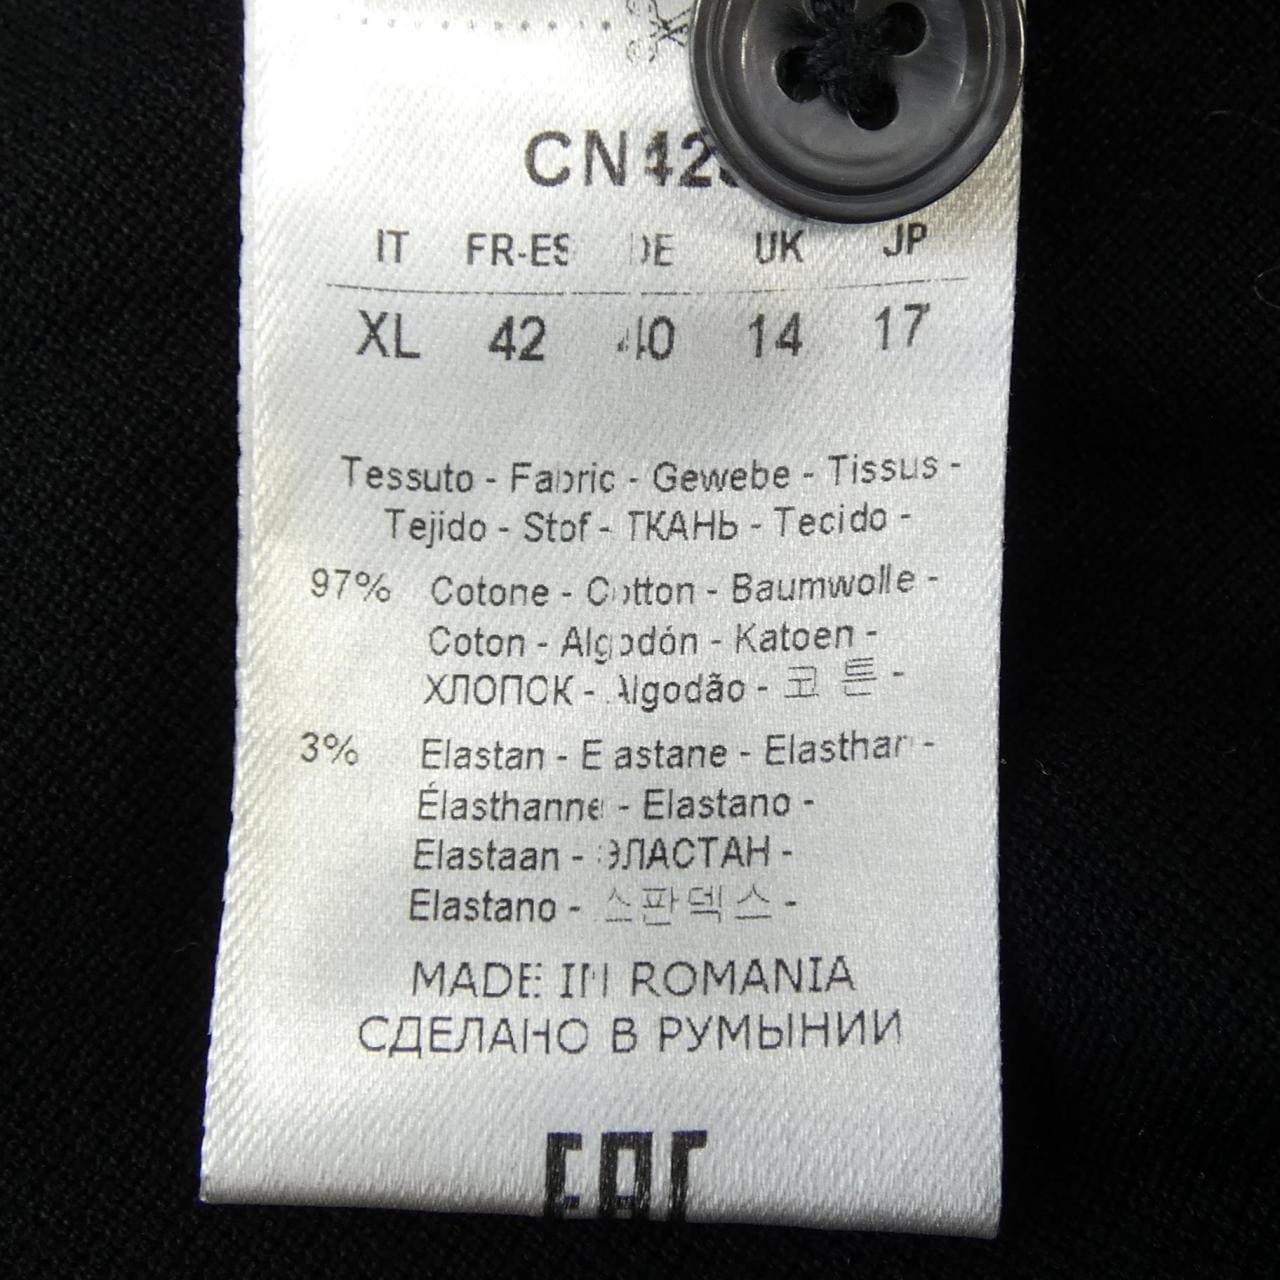 IT FR-ES DE UK JP
XL 42 40 14 17
Tessuto - Fabric - Gewebe - Tissus -
Tejido - Stof - ТКАНЬ - Tecido -
97% Cotone - Cotton - Baumwolle -
Coton - Algodón - Katoen -
ХЛОПОК - Algodão - 코 튼 -
3% Elastan - Elastane - Elasthan -
Élasthanne - Elastano -
Elastaan - ЭЛАСТАН -
Elastano - 스판덱스 -
MADE IN ROMANIA
СДЕЛАНО В РУМЫНИИ
EAC